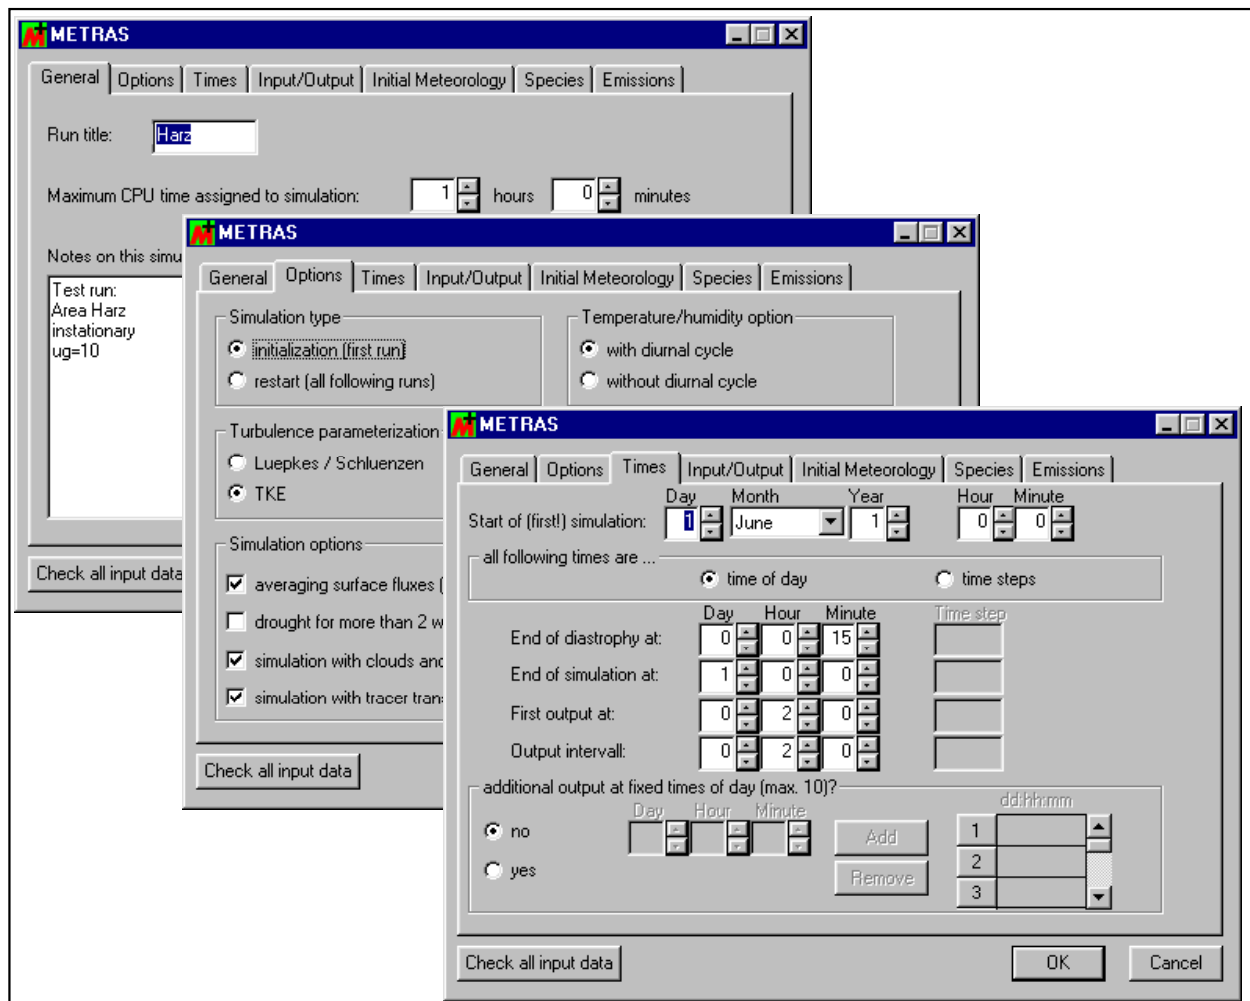 METRAS
General Options Times Input/Output Initial Meteorology Species Emissions
Run title: Harz
Maximum CPU time assigned to simulation: 1 hours 0 minutes
Notes on this simu
Test run:
Area Harz
instationary
ug=10
Check all input data
METRAS
General Options Times Input/Output Initial Meteorology Species Emissions
Simulation type
initialization (first run)
restart (all following runs)
Temperature/humidity option
with diurnal cycle
without diurnal cycle
Turbulence parameterization
Luepkes / Schluenzen
TKE
Simulation options
averaging surface fluxes (
drought for more than 2 w
simulation with clouds and
simulation with tracer tran
Check all input data
METRAS
General Options Times Input/Output Initial Meteorology Species Emissions
Day Month Year Hour Minute
Start of (first!) simulation: 1 June 1 0 0
all following times are ...
time of day time steps
Day Hour Minute Time step
End of diastrophy at: 0 0 15
End of simulation at: 1 0 0
First output at: 0 2 0
Output intervall: 0 2 0
additional output at fixed times of day (max. 10)?
Day Hour Minute dd:hh:mm
no Add 1
2
yes Remove 3
Check all input data OK Cancel